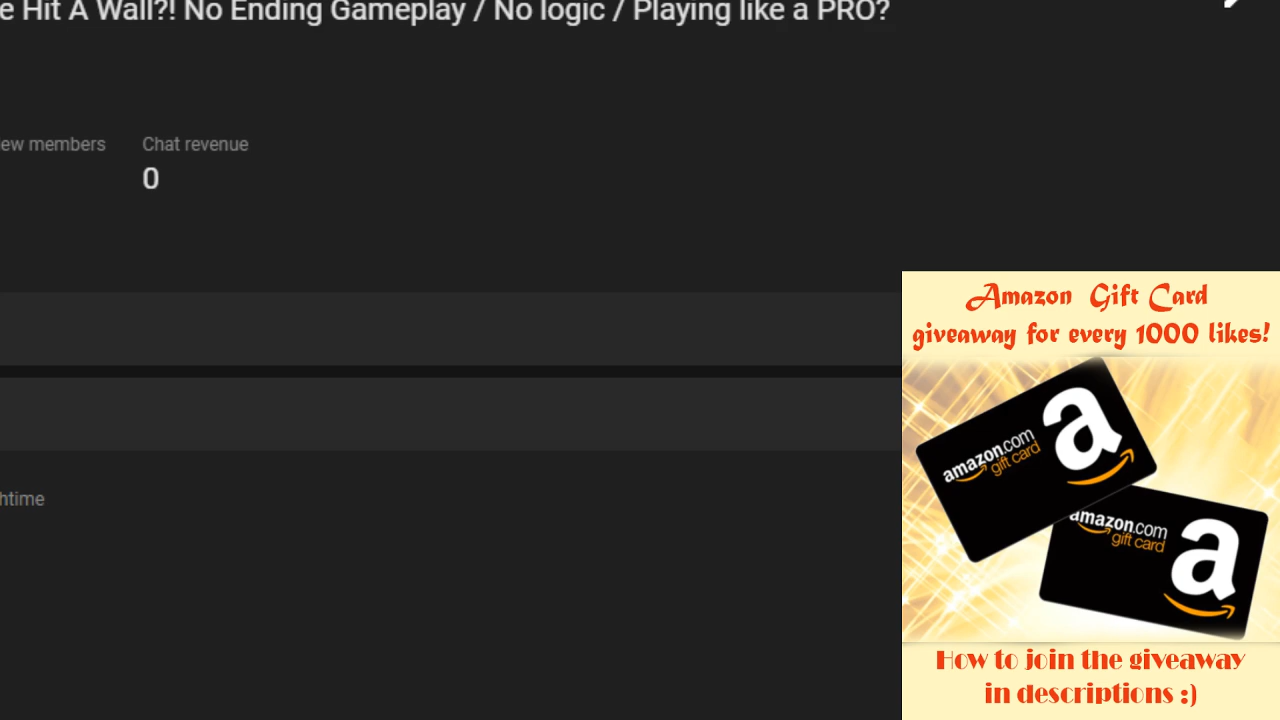 e Hit A Wall?! No Ending Gameplay / No logic / Playing like a PRO?
ew members
Chat revenue
0
Amazon Gift Card
giveaway for every 1000 likes!
amazon.com
gift card
a
amazon.com
gift card
a
htime
How to join the giveaway
in descriptions :)